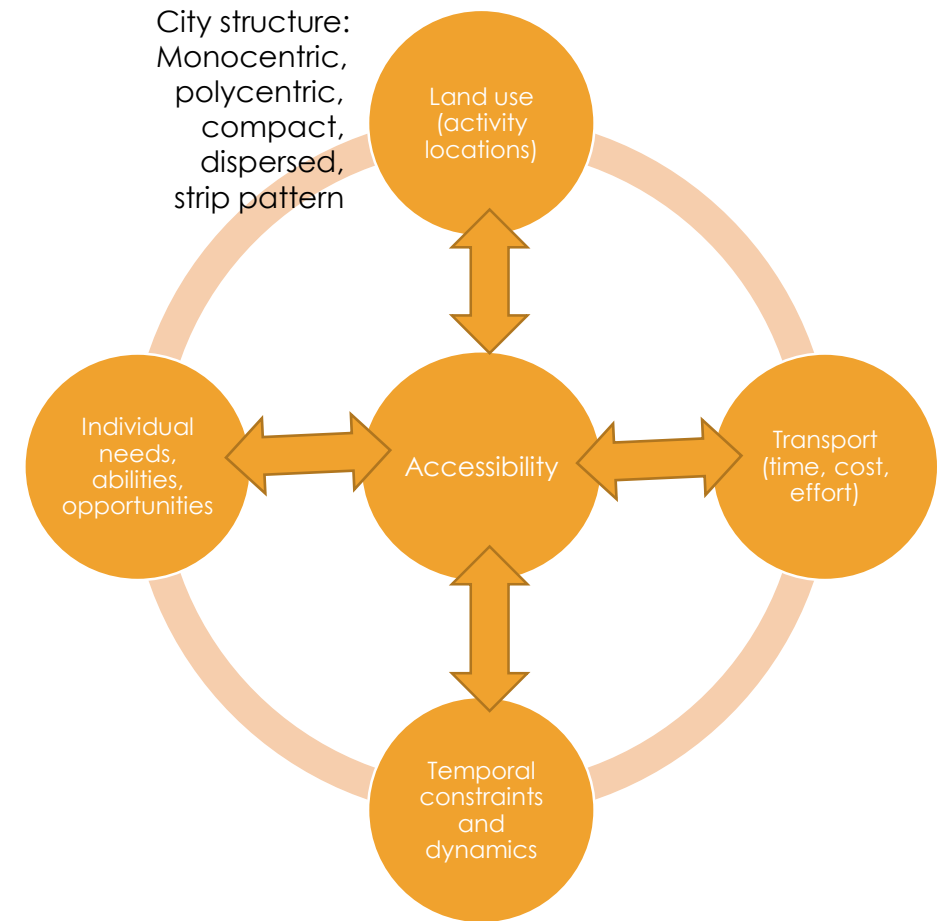 City structure:
Monocentric,
polycentric,
compact,
dispersed,
strip pattern
Land use
(activity
locations)
Individual
needs,
abilities,
opportunities
Accessibility
Transport
(time, cost,
effort)
Temporal
constraints
and
dynamics